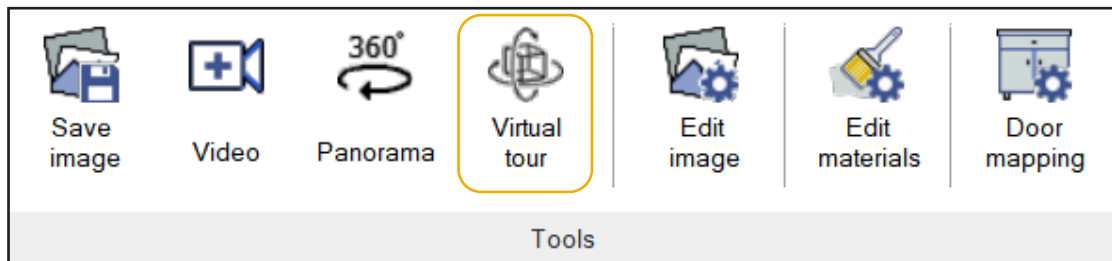 360°
Save
image
Video
Panorama
Virtual
tour
Edit
image
Edit
materials
Door
mapping
Tools